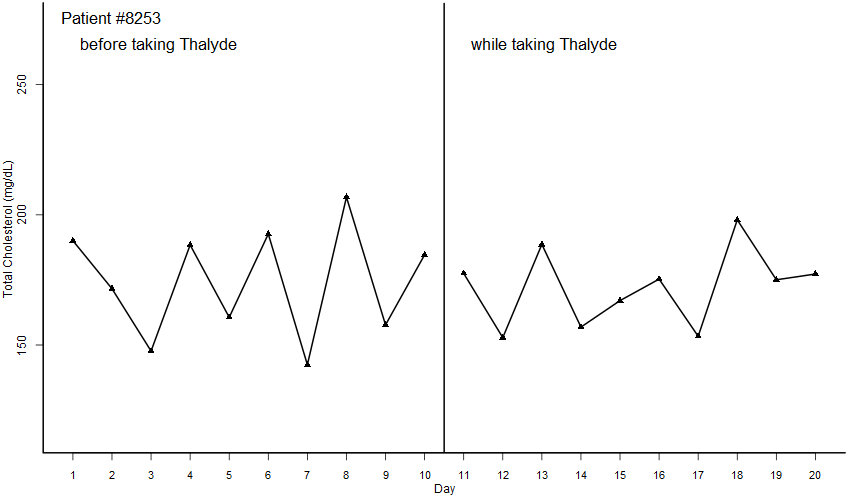 Patient #8253
before taking Thalyde
while taking Thalyde
Total Cholesterol (mg/dL)
250
200
150
1 2 3 4 5 6 7 8 9 10 11 12 13 14 15 16 17 18 19 20
Day